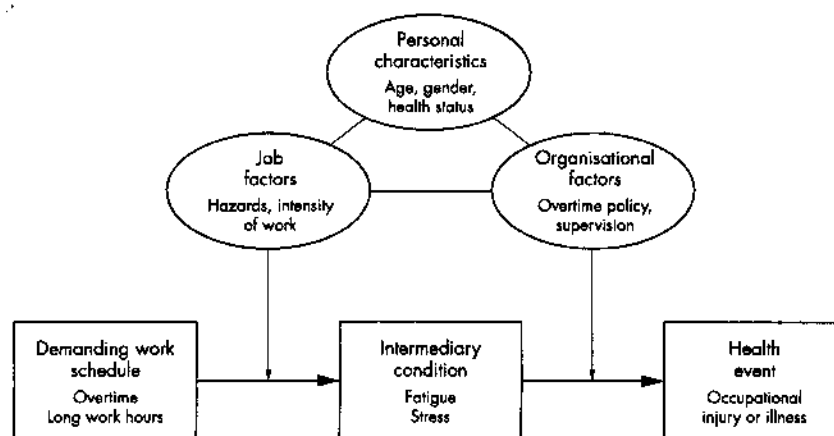 Personal
characteristics
Age, gender,
health status
Job
factors
Hazards, intensity
of work
Organisational
factors
Overtime policy,
supervision
Demanding work
schedule
Overtime
Long work hours
Intermediary
condition
Fatigue
Stress
Health
event
Occupational
injury or illness